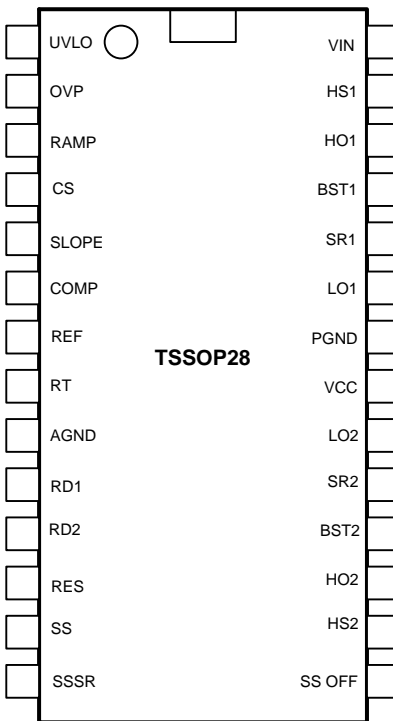 UVLO VIN
OVP HS1
RAMP HO1
CS BST1
SLOPE SR1
COMP LO1
REF PGND
TSSOP28
RT VCC
AGND LO2
RD1 SR2
RD2 BST2
RES HO2
SS HS2
SSSR SS OFF